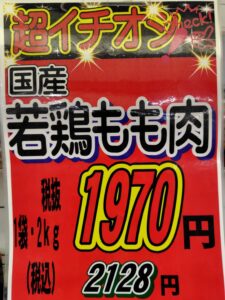 超イチオシ
国産
若鶏もも肉
税抜
1袋・2kg
1970円
(税込)
2128円